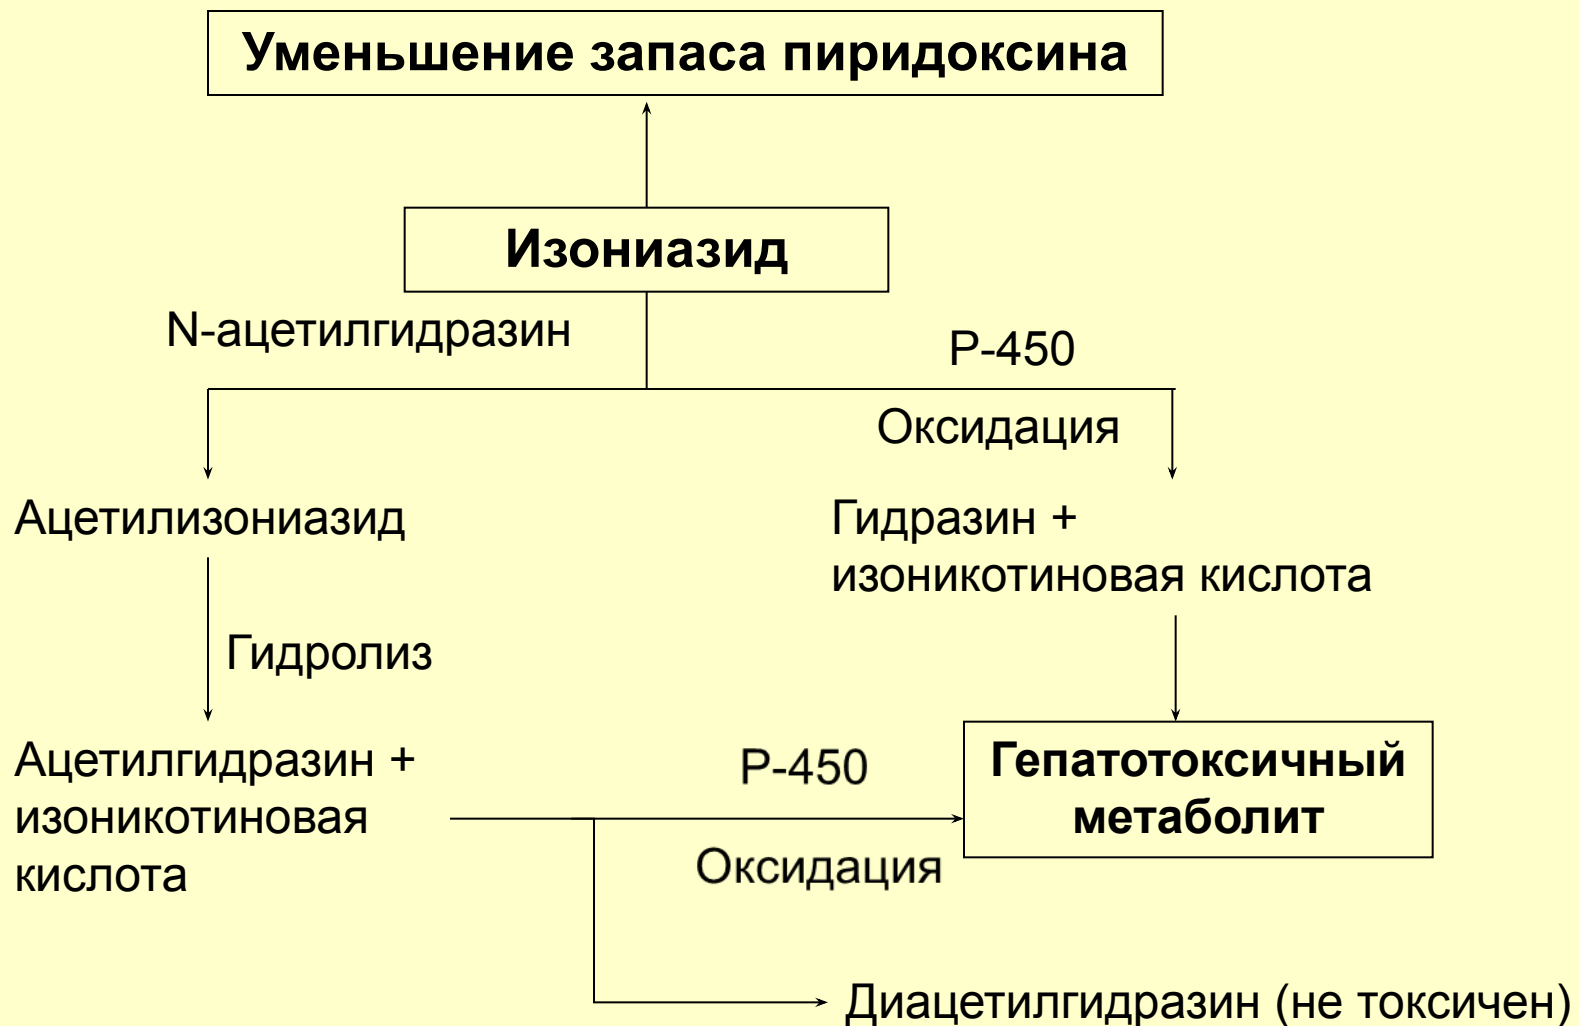 Уменьшение запаса пиридоксина
Изониазид
N-ацетилгидразин
Р-450
Оксидация
Ацетилизониазид
Гидразин +
изоникотиновая кислота
Гидролиз
Ацетилгидразин +
изоникотиновая
кислота
Р-450
Оксидация
Гепатотоксичный
метаболит
Диацетилгидразин (не токсичен)